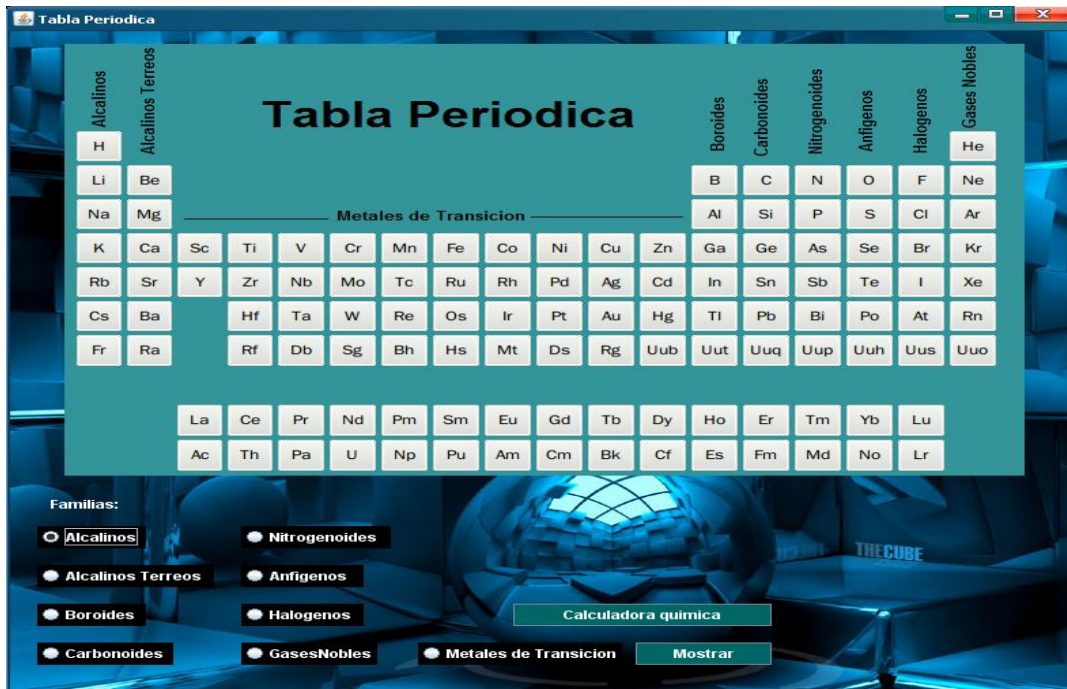 Tabla Periodica
Alcalinos
Alcalinos Terreos
Tabla Periodica
Boroides
Carbonoides
Nitrogenoides
Anfigenos
Halogenos
Gases Nobles
H He
Li Be B C N O F Ne
Na Mg Metales de Transicion Al Si P S Cl Ar
K Ca Sc Ti V Cr Mn Fe Co Ni Cu Zn Ga Ge As Se Br Kr
Rb Sr Y Zr Nb Mo Tc Ru Rh Pd Ag Cd In Sn Sb Te I Xe
Cs Ba Hf Ta W Re Os Ir Pt Au Hg Tl Pb Bi Po At Rn
Fr Ra Rf Db Sg Bh Hs Mt Ds Rg Uub Uut Uuq Uup Uuh Uus Uuo
La Ce Pr Nd Pm Sm Eu Gd Tb Dy Ho Er Tm Yb Lu
Ac Th Pa U Np Pu Am Cm Bk Cf Es Fm Md No Lr
Familias:
Alcalinos Nitrogenoides
THECUBE
Alcalinos Terreos Anfigenos
Boroides Halogenos Calculadora quimica
Carbonoides GasesNobles Metales de Transicion Mostrar